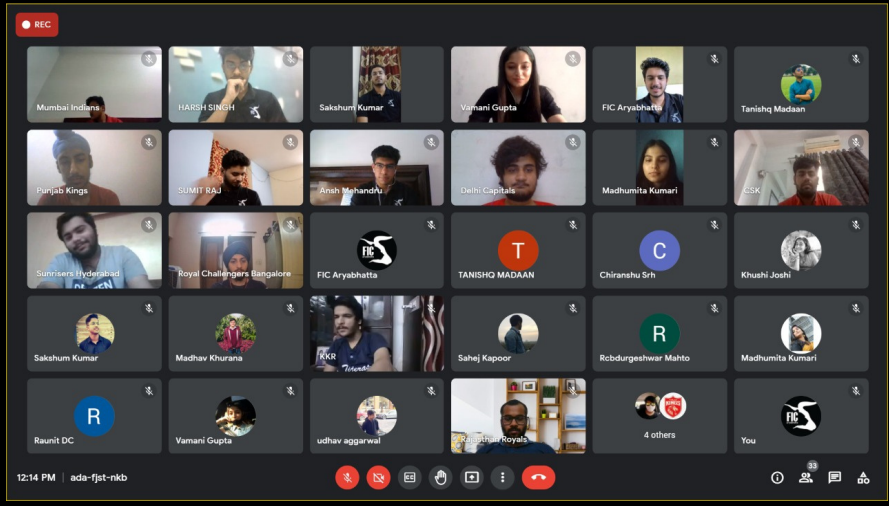 REC
Mumbai Indians
HARSH SINGH
Sakshum Kumar
Vamani Gupta
FIC Aryabhatta
Tanishq Madaan
Punjab Kings
SUMIT RAJ
Ansh Mehandru
Delhi Capitals
Madhumita Kumari
CSK
Sunrisers Hyderabad
Royal Challengers Bangalore
FIC
FIC Aryabhatta
T
TANISHQ MADAAN
C
Chiranshu Srh
Khushi Joshi
Sakshum Kumar
Madhav Khurana
KKR
Sahej Kapoor
R
Rcbdurgeshwar Mahto
Madhumita Kumari
R
Raunit DC
Vamani Gupta
udhav aggarwal
Rajasthan Royals
4 others
FIC
You
12:14 PM | ada-fjst-nkb
CC
33